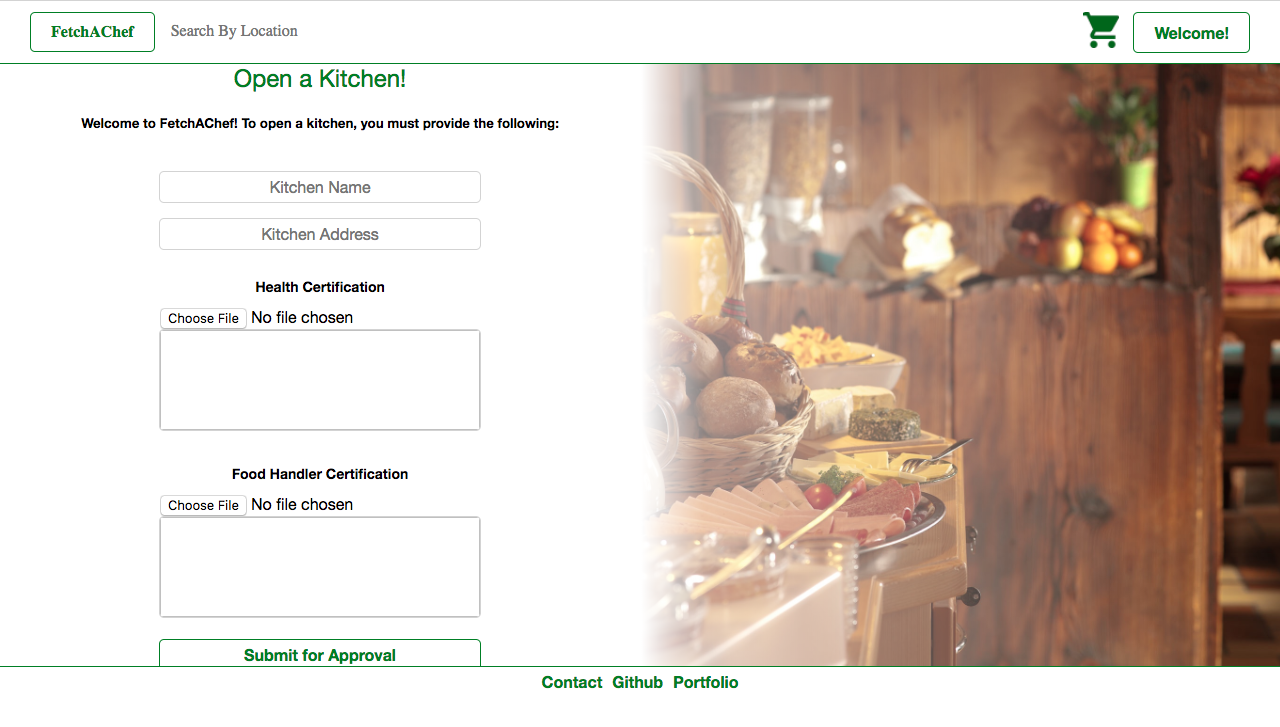 FetchAChef Search By Location Welcome!
Open a Kitchen!
Welcome to FetchAChef! To open a kitchen, you must provide the following:
Kitchen Name
Kitchen Address
Health Certification
Choose File No file chosen
Food Handler Certification
Choose File No file chosen
Submit for Approval
Contact Github Portfolio